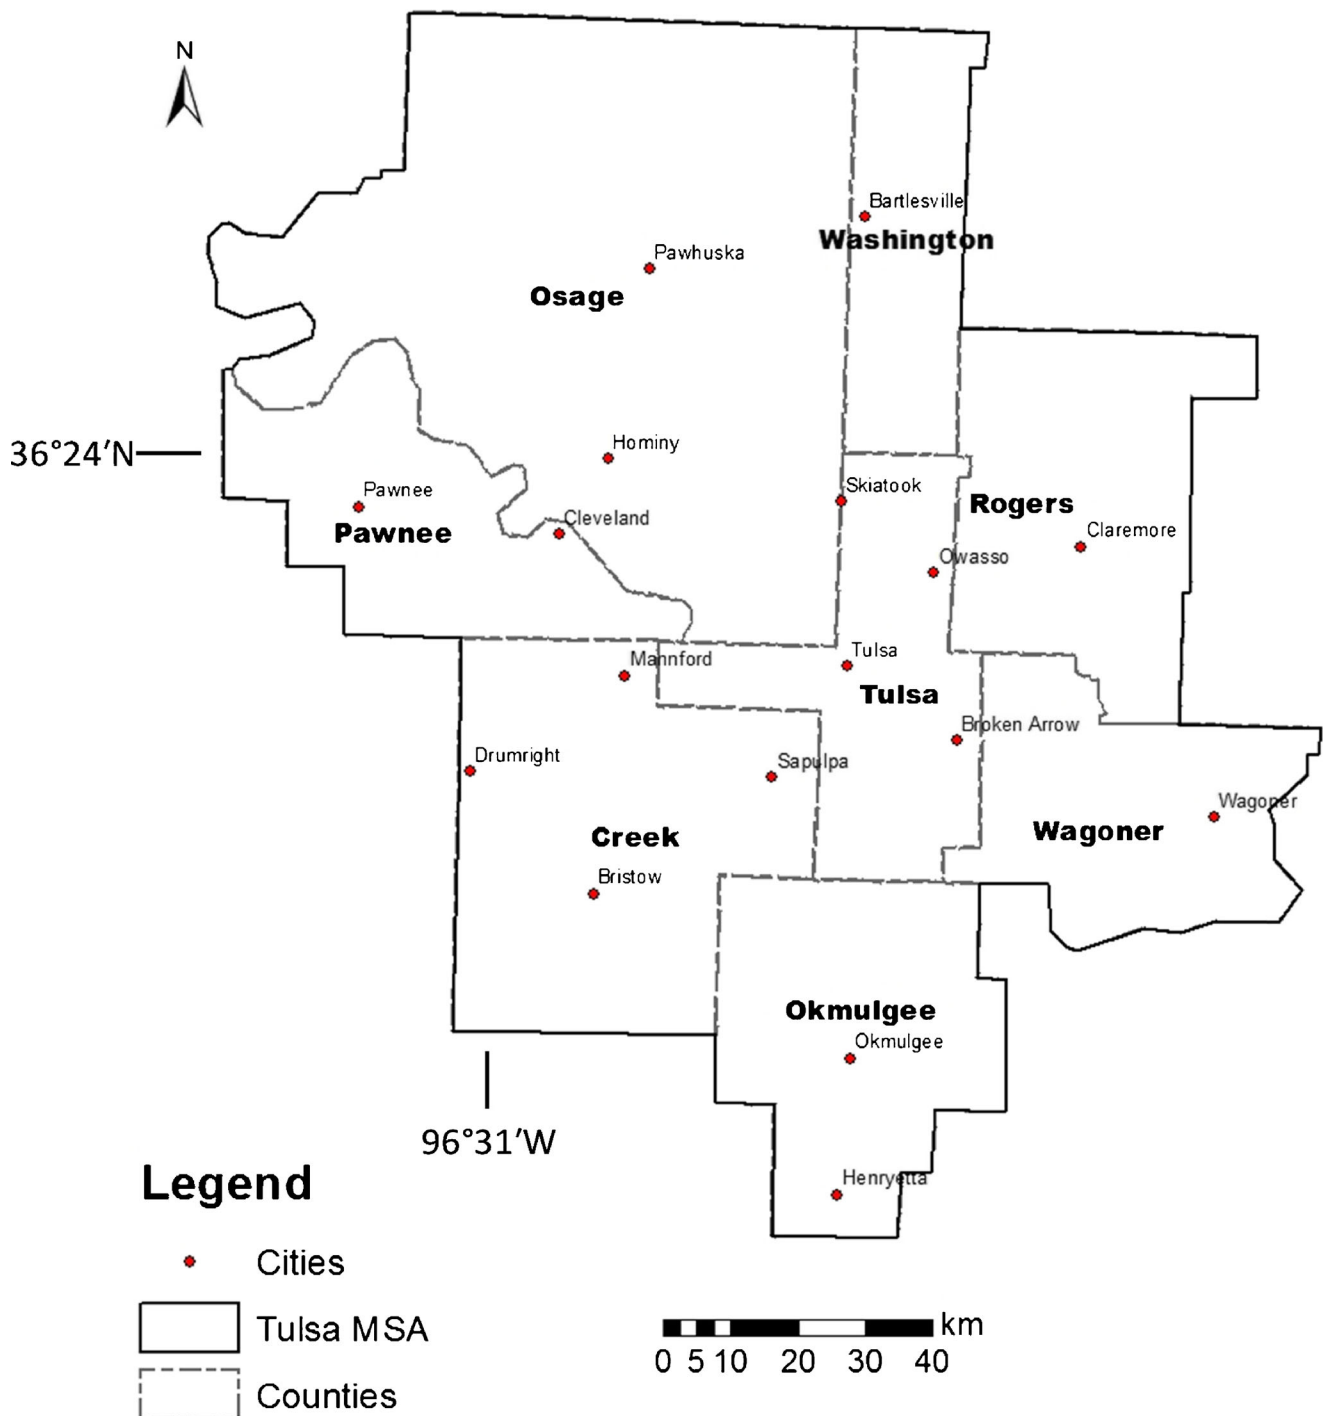 N
Bartlesville
Washington
Pawhuska
Osage
36°24′N
Hominy
Skiatook
Pawnee
Rogers
Cleveland
Pawnee
Claremore
Owasso
Tulsa
Mannford
Tulsa
Broken Arrow
Drumright
Sapulpa
Wagoner
Wagoner
Creek
Bristow
Okmulgee
Okmulgee
96°31′W
Henryetta
Legend
Cities
Tulsa MSA
Counties
km
0 5 10 20 30 40